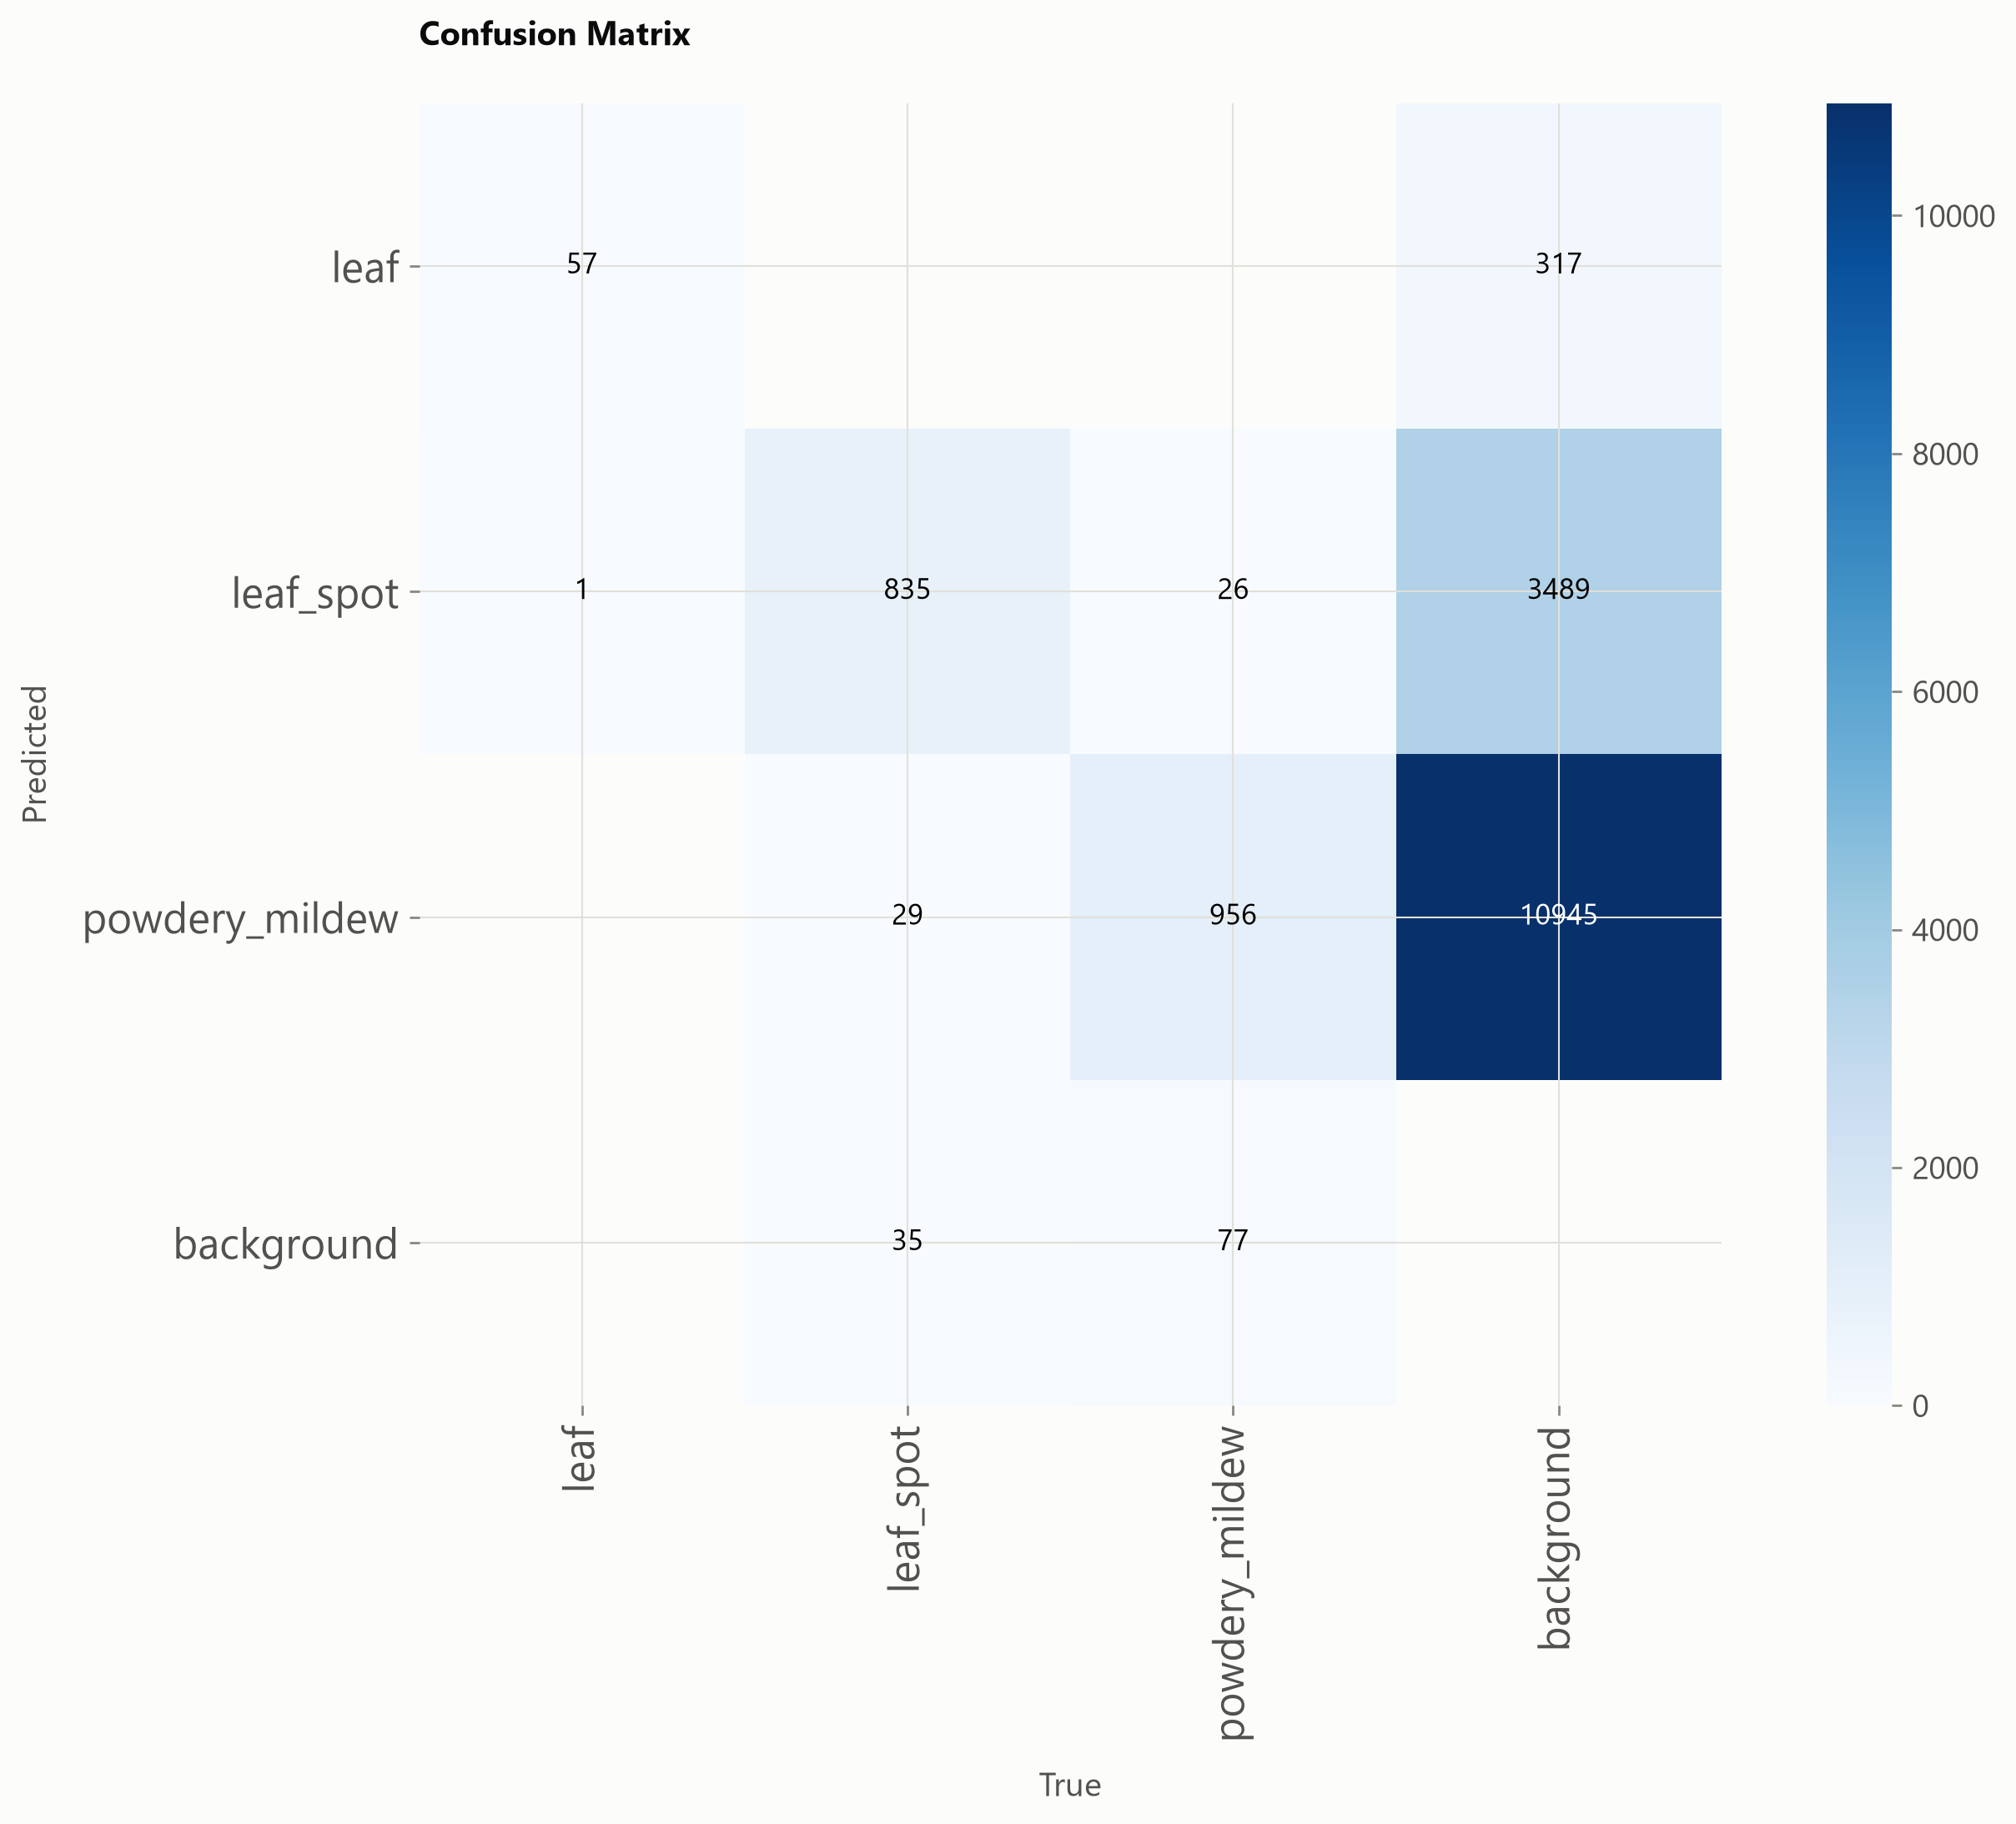 Confusion Matrix
leaf
57
317
leaf_spot
1
835
26
3489
powdery_mildew
29
956
10945
background
35
77
leaf
leaf_spot
powdery_mildew
background
Predicted
True
10000
8000
6000
4000
2000
0